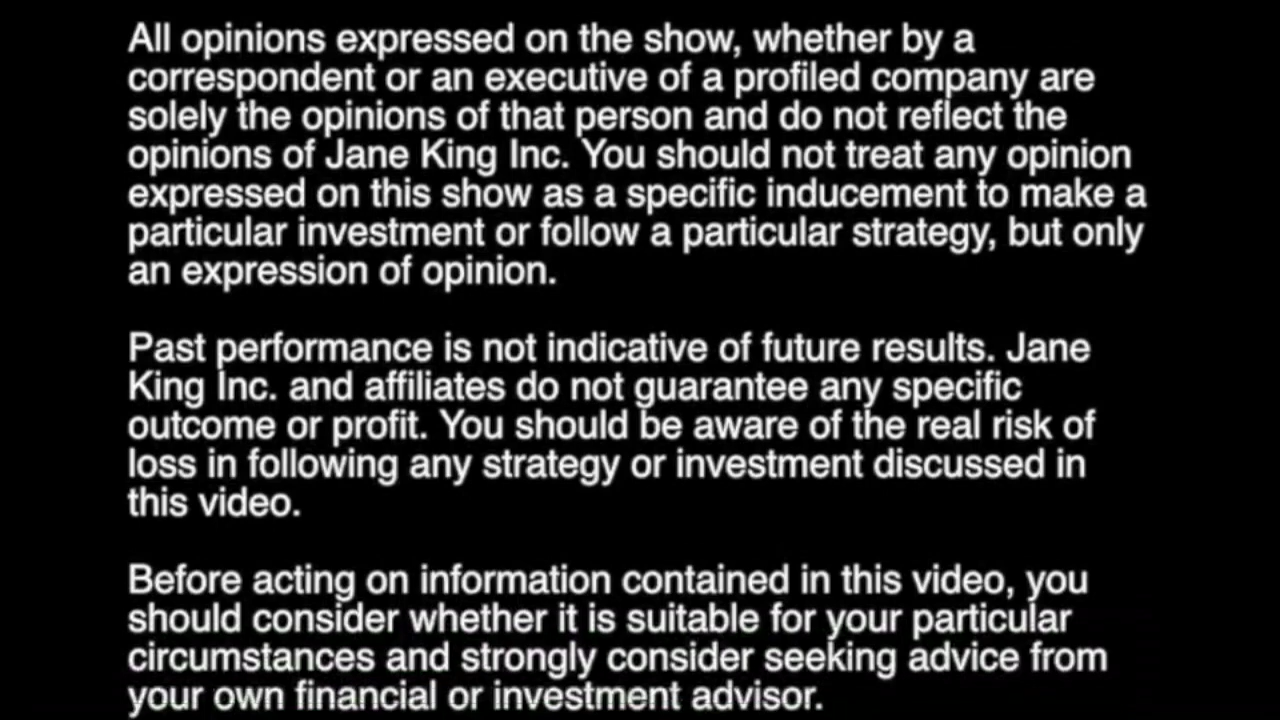 All opinions expressed on the show, whether by a
correspondent or an executive of a profiled company are
solely the opinions of that person and do not reflect the
opinions of Jane King Inc. You should not treat any opinion
expressed on this show as a specific inducement to make a
particular investment or follow a particular strategy, but only
an expression of opinion.
Past performance is not indicative of future results. Jane
King Inc. and affiliates do not guarantee any specific
outcome or profit. You should be aware of the real risk of
loss in following any strategy or investment discussed in
this video.
Before acting on information contained in this video, you
should consider whether it is suitable for your particular
circumstances and strongly consider seeking advice from
your own financial or investment advisor.